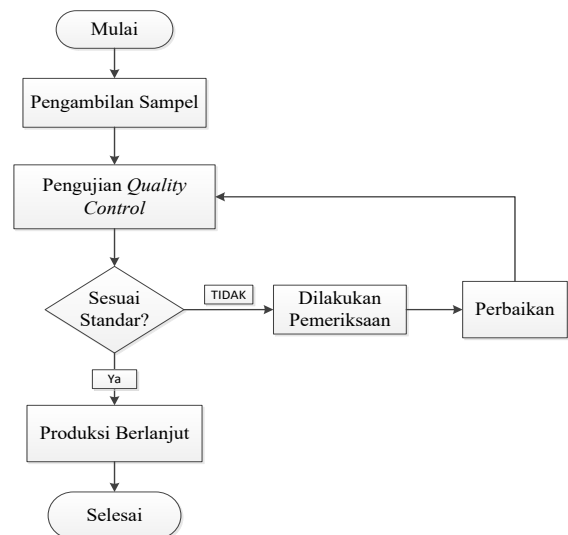 Mulai
Pengambilan Sampel
Pengujian Quality
Control
Sesuai
Standar?
TIDAK
Dilakukan
Pemeriksaan
Perbaikan
Ya
Produksi Berlanjut
Selesai